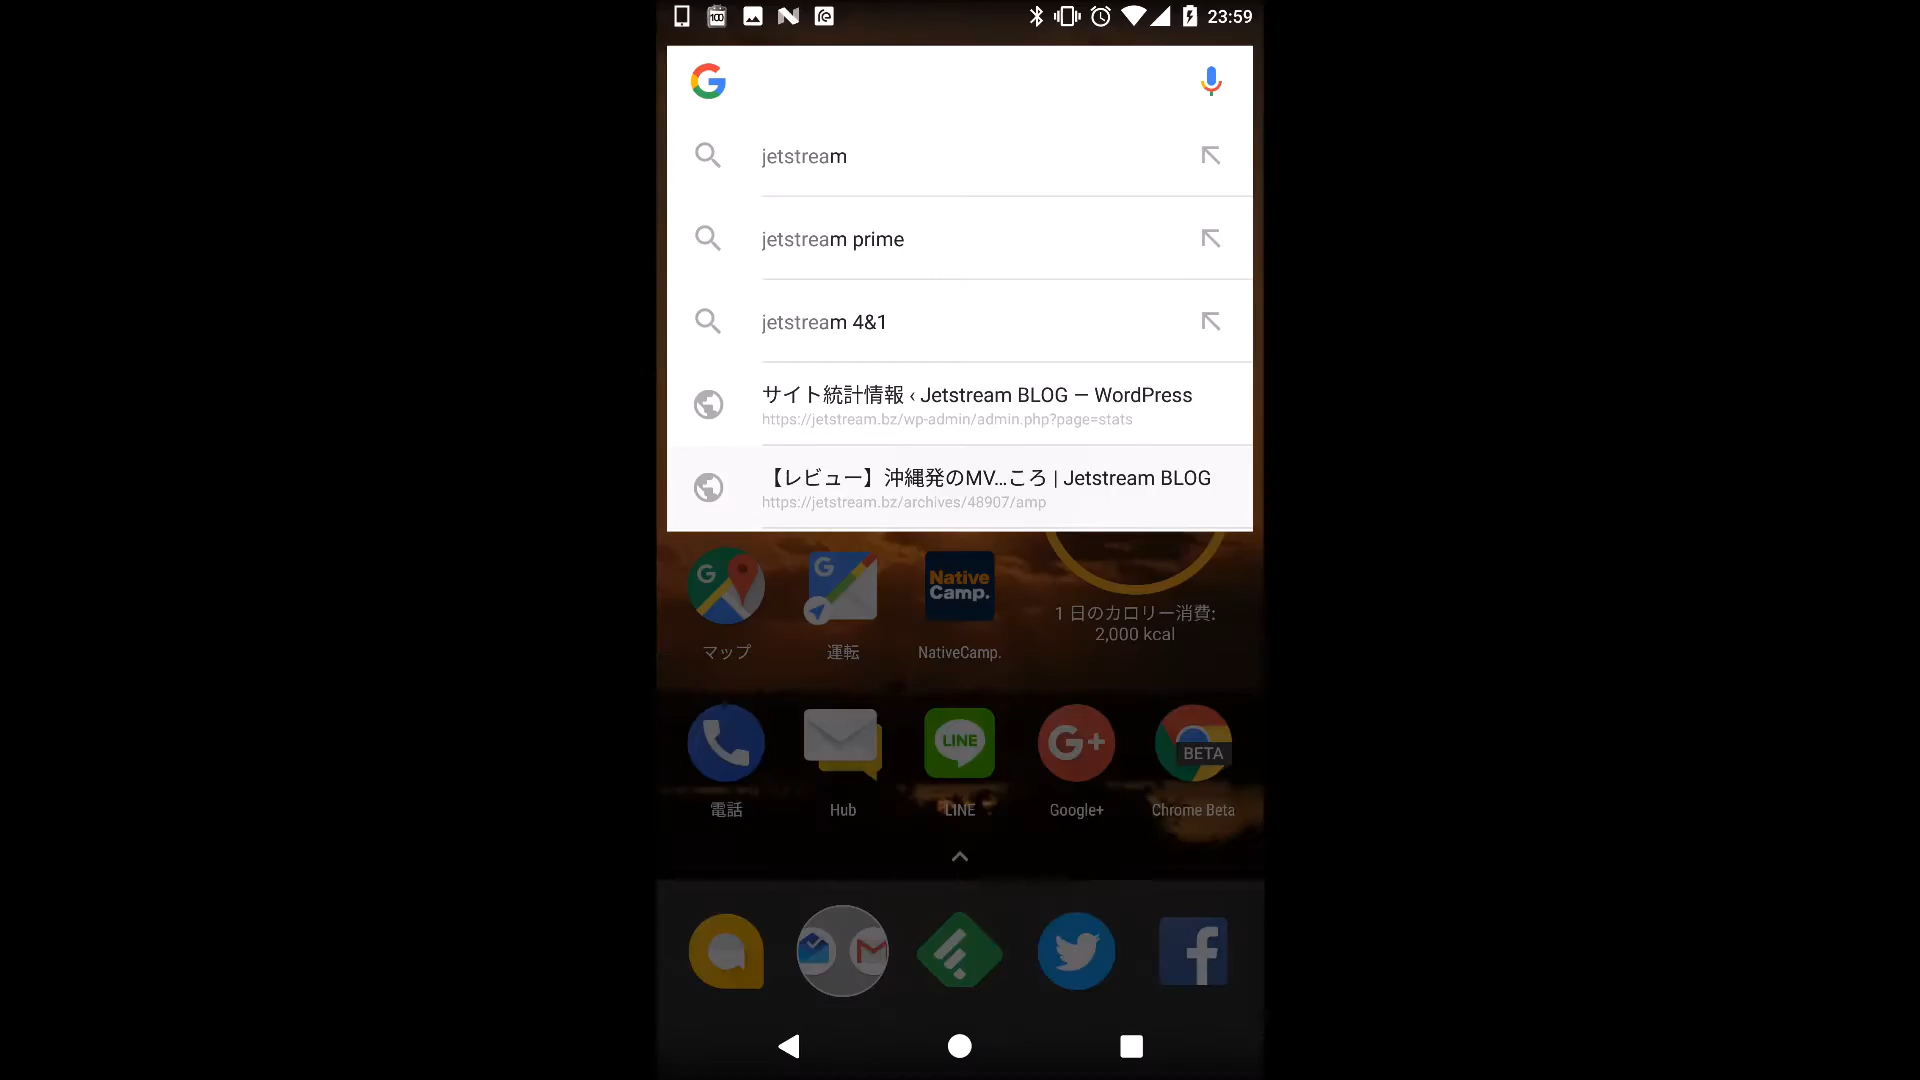 100
23:59
jetstream
jetstream prime
jetstream 4&1
サイト統計情報 ‹ Jetstream BLOG — WordPress
https://jetstream.bz/wp-admin/admin.php?page=stats
【レビュー】沖縄発のMV...ころ | Jetstream BLOG
https://jetstream.bz/archives/48907/amp
Native
Camp.
1 日のカロリー消費:
2,000 kcal
マップ
運転
NativeCamp.
LINE
G+
BETA
電話
Hub
LINE
Google+
Chrome Beta